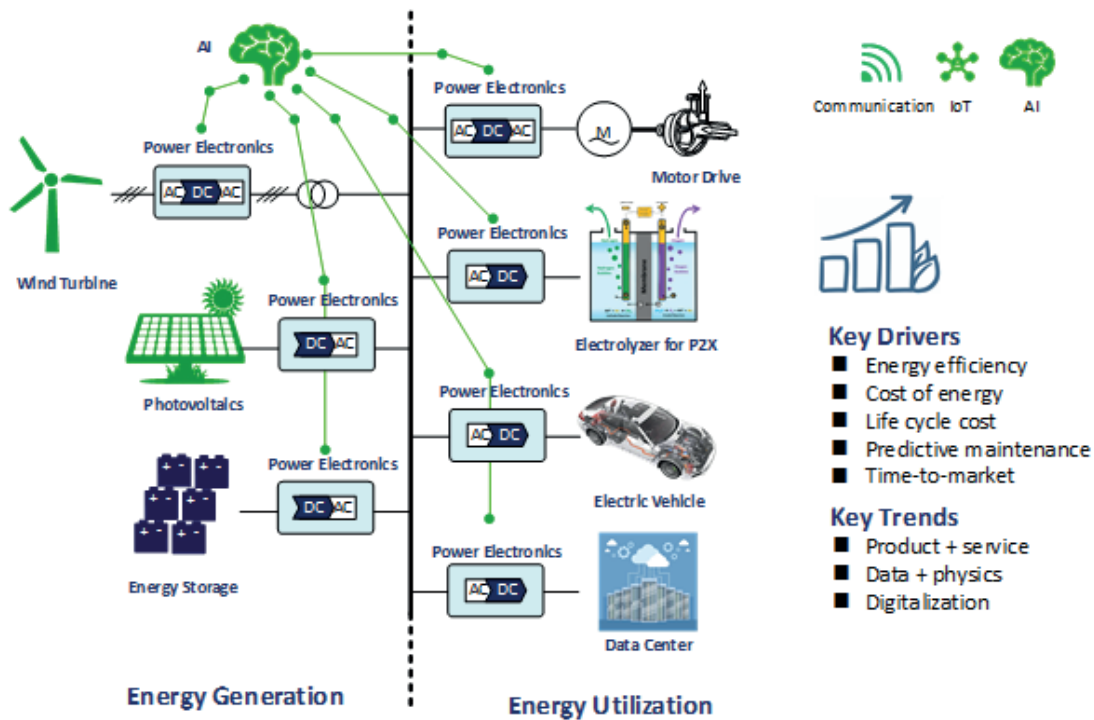 AI
Power Electronics
AC DC AC
Wind Turbine
Power Electronics
DC AC
Photovoltaics
Power Electronics
DC AC
+ -
+ -
+ -
+ -
+ -
+ -
Energy Storage
Energy Generation
Power Electronics
AC DC AC
M
Motor Drive
Power Electronics
AC DC
Membrane
Electrolyzer for P2X
Power Electronics
AC DC
Electric Vehicle
Power Electronics
AC DC
Data Center
Energy Utilization
Communication
IoT
AI
Key Drivers
■ Energy efficiency
■ Cost of energy
■ Life cycle cost
■ Predictive maintenance
■ Time-to-market
Key Trends
■ Product + service
■ Data + physics
■ Digitalization